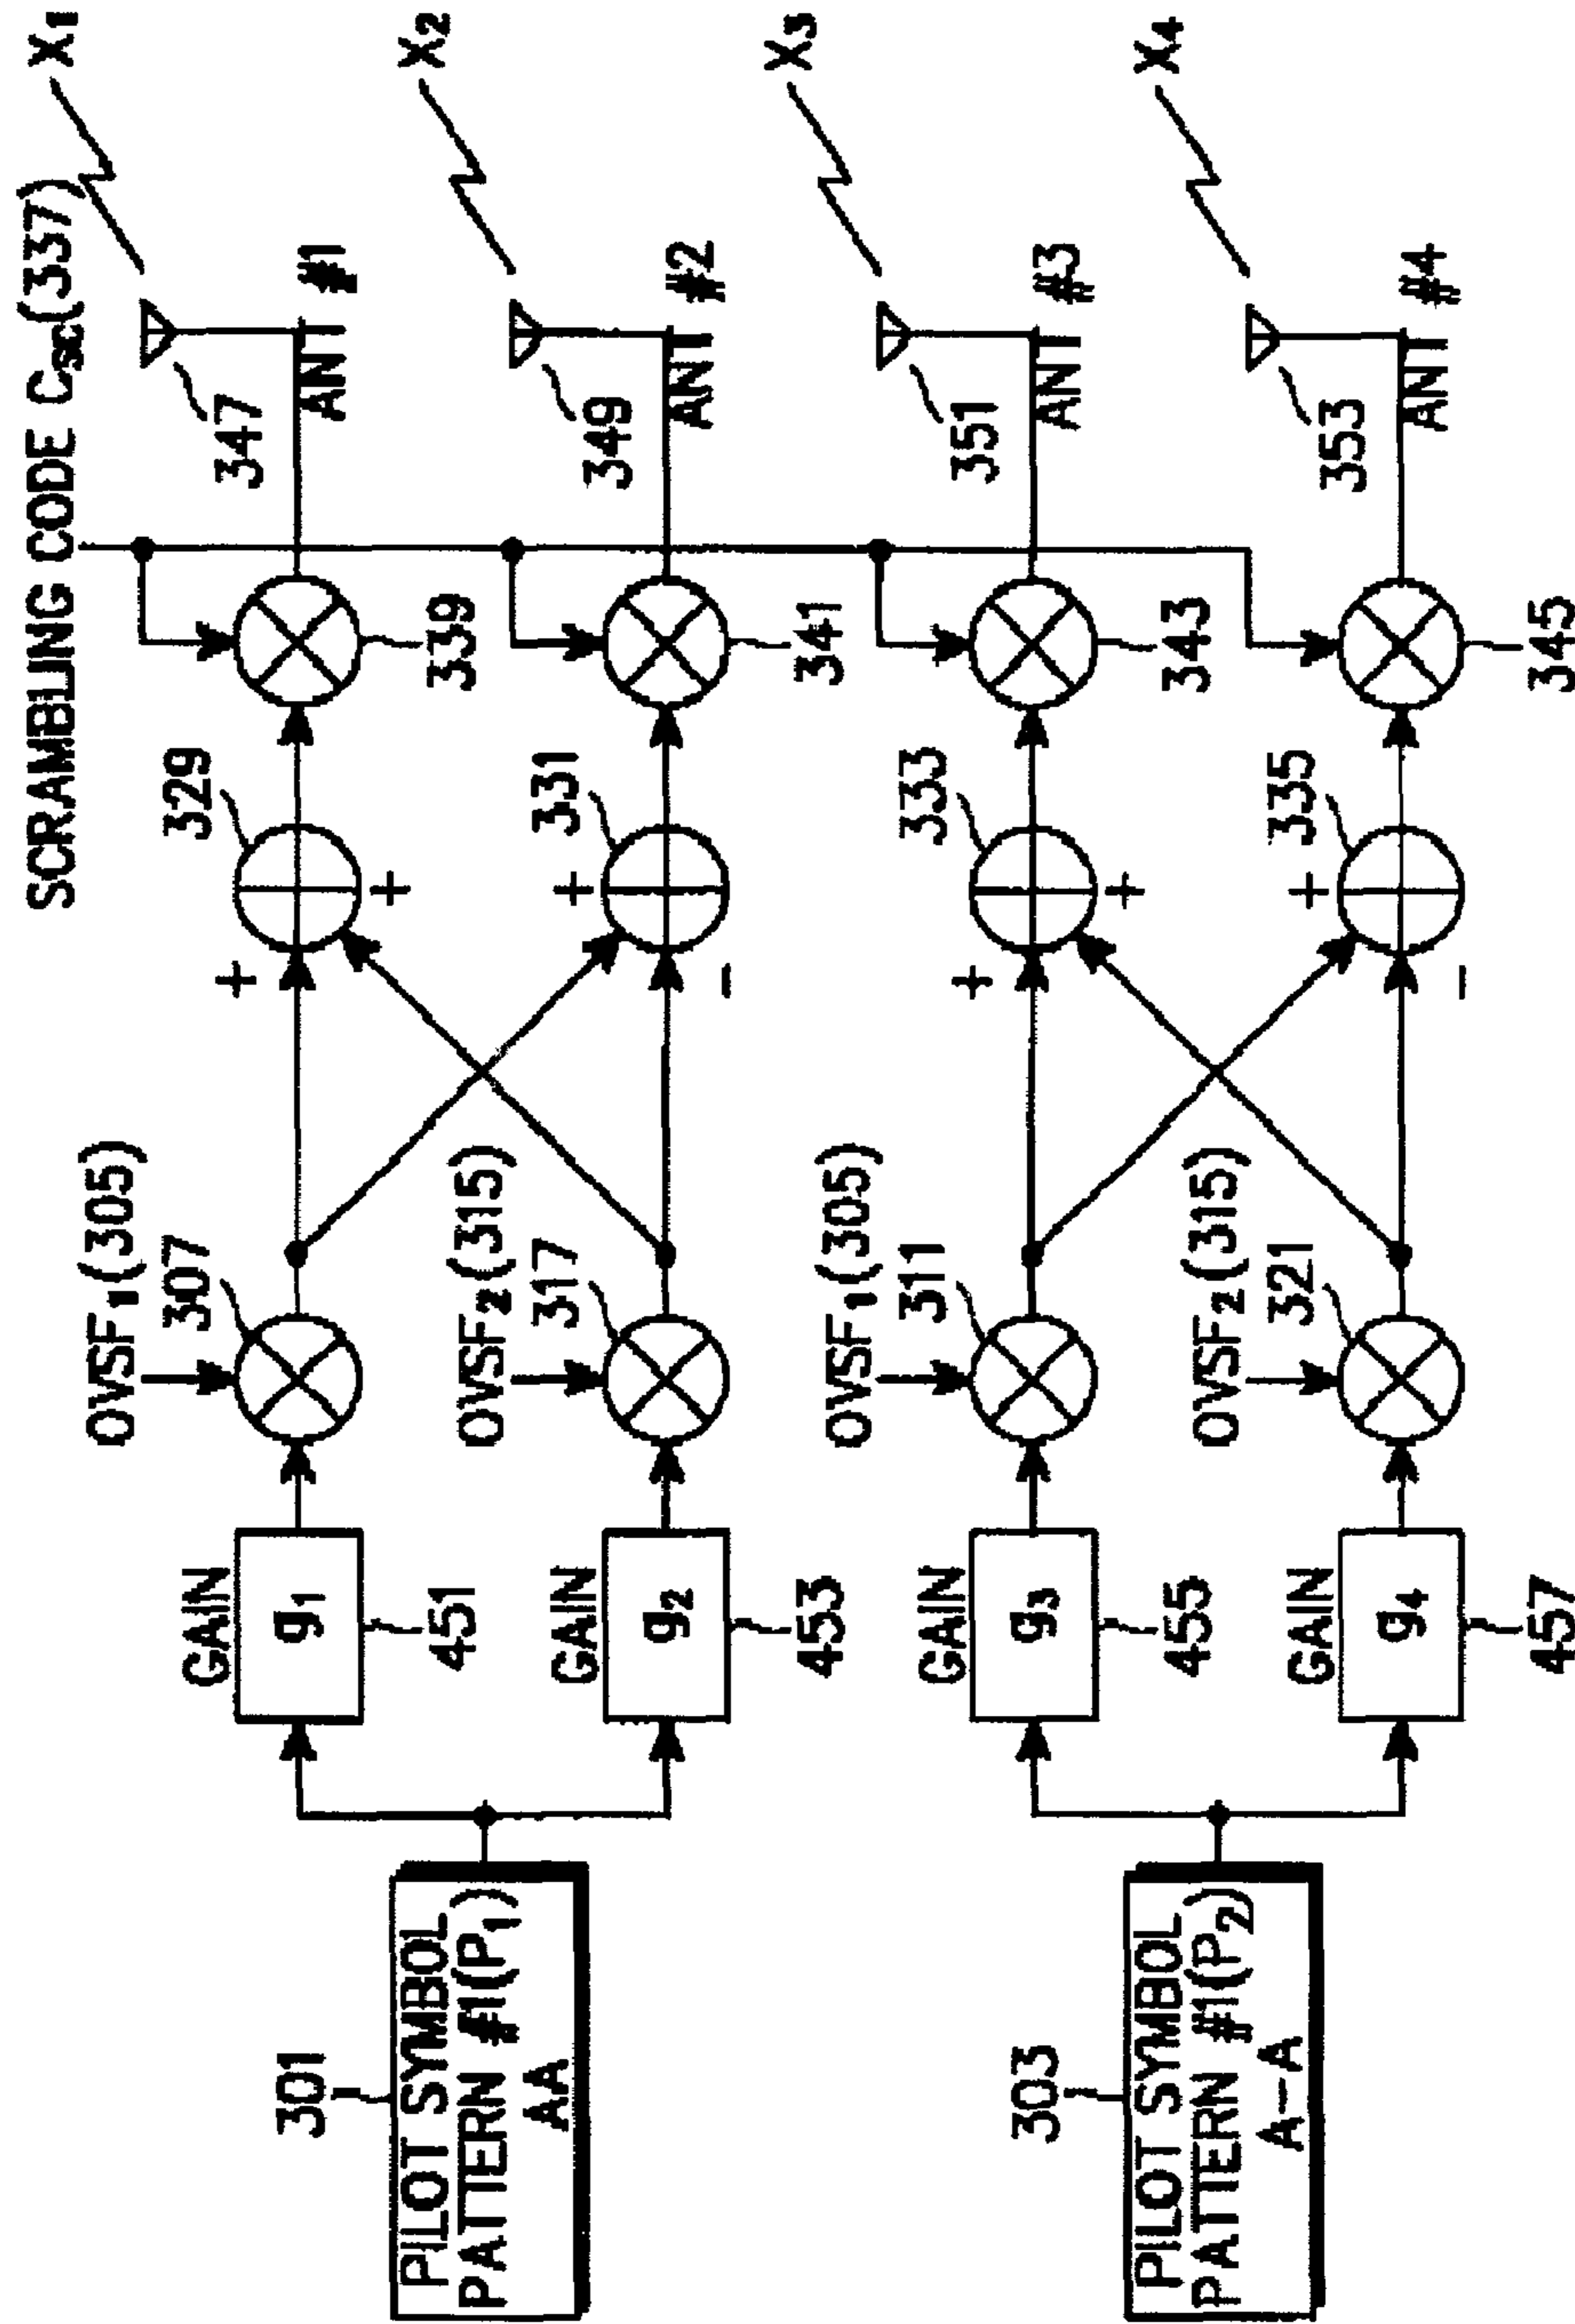 SCRAMBLING CODE CSC(337)
X1
347
ANT #1
339
329
+
+
OVSF1(305)
307
GAIN
g1
451
301
PILOT SYMBOL
PATTERN #1(P1)
AA
X2
349
ANT #2
341
331
+
-
OVSF2(315)
317
GAIN
g2
453
X3
351
ANT #3
343
333
+
+
OVSF1(305)
311
GAIN
g3
455
303
PILOT SYMBOL
PATTERN #1(P2)
A-A
X4
353
ANT #4
345
335
+
-
OVSF2(315)
321
GAIN
g4
457